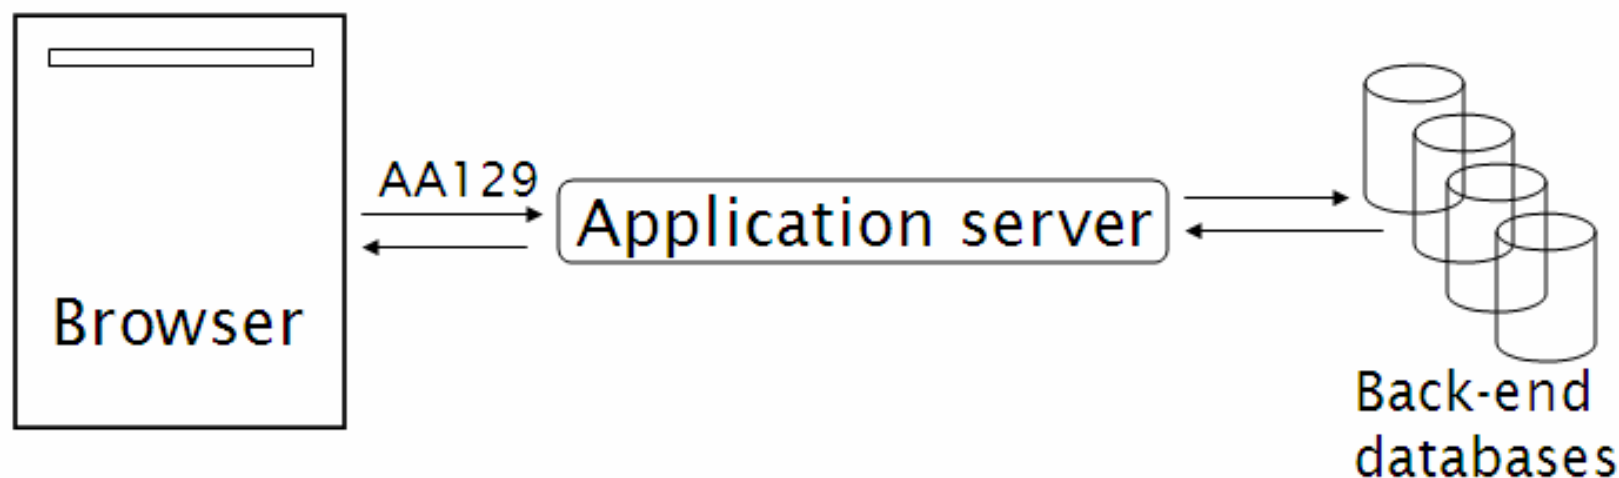 AA129
Application server
Browser
Back-end
databases